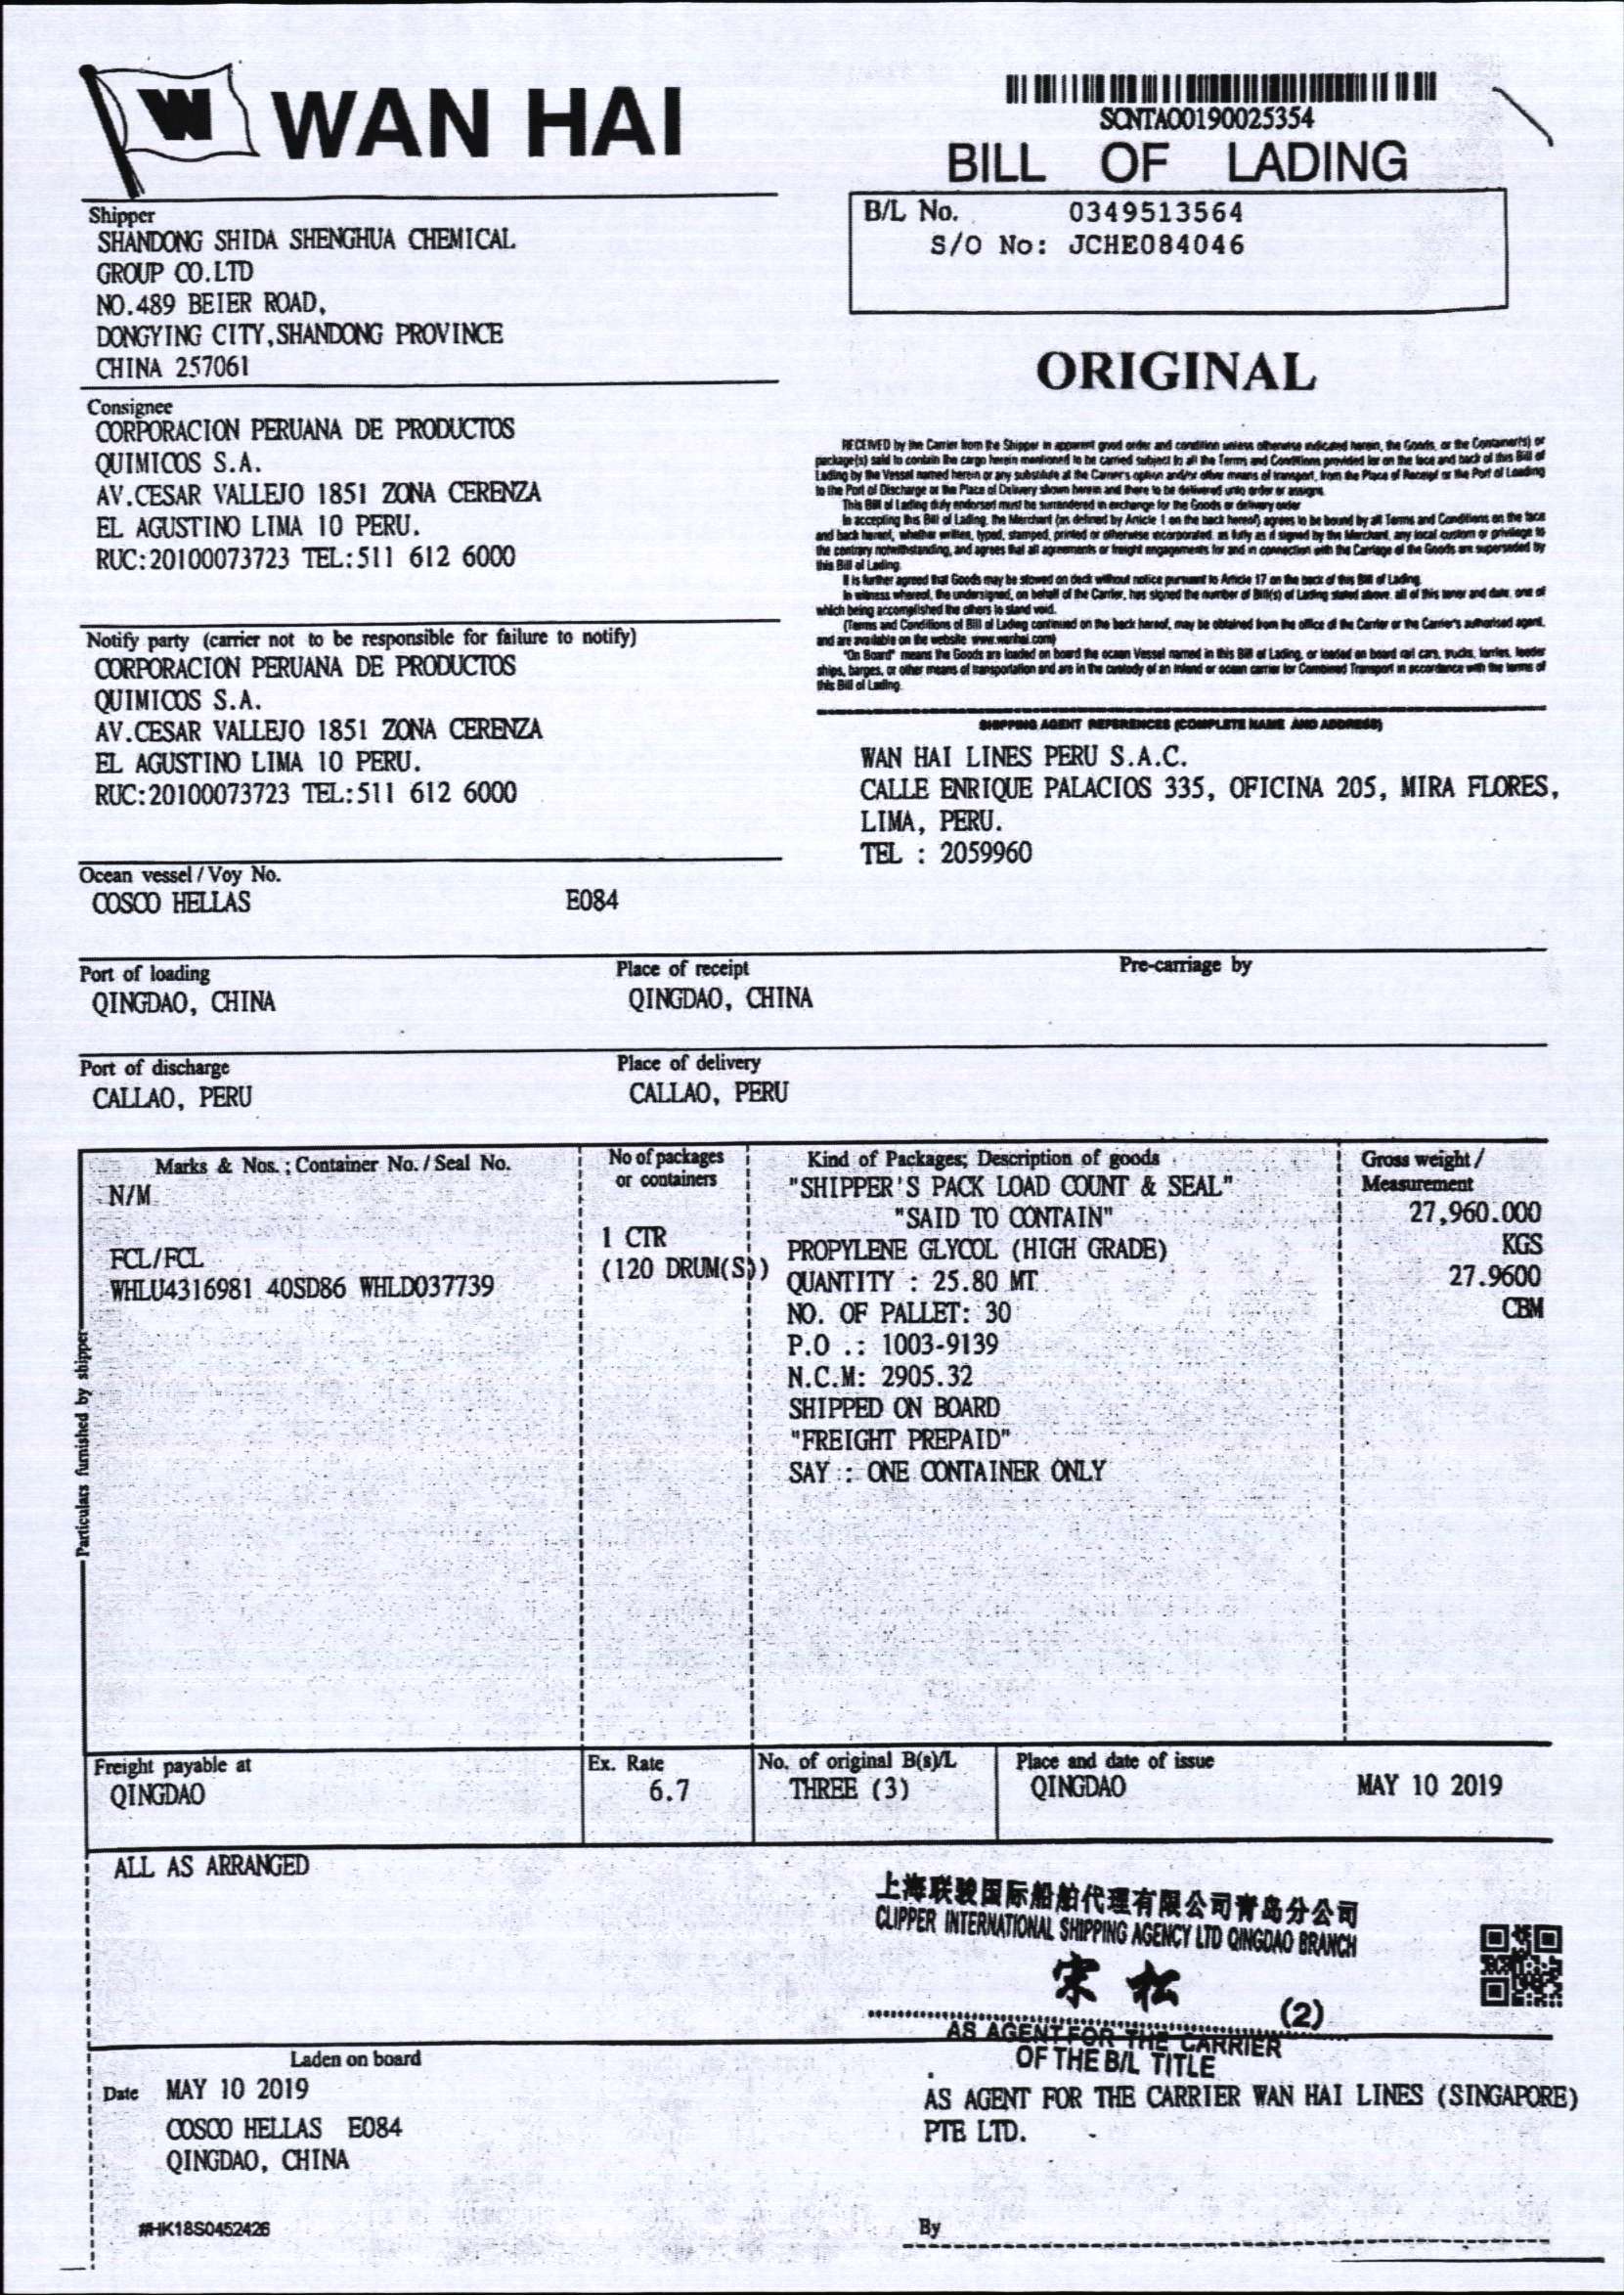 W WAN HAI
SCNTA00190025354
BILL OF LADING
B/L No. 0349513564
S/O No: JCHE084046
Shipper
SHANDONG SHIDA SHENGHUA CHEMICAL
GROUP CO.LTD
NO.489 BEIER ROAD,
DONGYING CITY,SHANDONG PROVINCE
CHINA 257061
ORIGINAL
Consignee
CORPORACION PERUANA DE PRODUCTOS
QUIMICOS S.A.
AV.CESAR VALLEJO 1851 ZONA CERENZA
EL AGUSTINO LIMA 10 PERU.
RUC:20100073723 TEL:511 612 6000
RECEIVED by the Carrier from the Shipper in apparent good order and condition unless otherwise indicated herein, the Goods, or the Container(s) or
package(s) said to contain the cargo herein mentioned to be carried subject to all the Terms and Conditions provided for on the face and back of this Bill of
Lading by the Vessel named herein or any substitute at the Carrier's option and/or other means of transport, from the Place of Receipt or the Port of Loading
to the Port of Discharge or the Place of Delivery shown herein and there to be delivered unto order or assigns.
This Bill of Lading duly endorsed must be surrendered in exchange for the Goods or delivery order
In accepting this Bill of Lading, the Merchant (as defined by Article 1 on the back hereof) agrees to be bound by all Terms and Conditions on the face
and back hereof, whether written, typed, stamped, printed or otherwise incorporated, as fully as if signed by the Merchant, any local custom or privilege to
the contrary notwithstanding, and agrees that all agreements or freight engagements for and in connection with the Carriage of the Goods are superseded by
this Bill of Lading.
It is further agreed that Goods may be stowed on deck without notice pursuant to Article 17 on the back of this Bill of Lading.
In witness whereof, the undersigned, on behalf of the Carrier, has signed the number of Bill(s) of Lading stated above, all of this tenor and date, one of
which being accomplished the others to stand void.
(Terms and Conditions of Bill of Lading continued on the back hereof, may be obtained from the office of the Carrier or the Carrier's authorised agent,
and are available on the website www.wanhai.com)
"On Board" means the Goods are loaded on board the ocean Vessel named in this Bill of Lading, or loaded on board rail cars, trucks, lorries, feeder
ships, barges, or other means of transportation and are in the custody of an inland or ocean carrier for Combined Transport in accordance with the terms of
this Bill of Lading.
Notify party (carrier not to be responsible for failure to notify)
CORPORACION PERUANA DE PRODUCTOS
QUIMICOS S.A.
AV.CESAR VALLEJO 1851 ZONA CERENZA
EL AGUSTINO LIMA 10 PERU.
RUC:20100073723 TEL:511 612 6000
SHIPPING AGENT REFERENCES (COMPLETE NAME AND ADDRESS)
WAN HAI LINES PERU S.A.C.
CALLE ENRIQUE PALACIOS 335, OFICINA 205, MIRA FLORES,
LIMA, PERU.
TEL : 2059960
Ocean vessel / Voy No.
COSCO HELLAS E084
Port of loading Place of receipt Pre-carriage by
QINGDAO, CHINA QINGDAO, CHINA
Port of discharge Place of delivery
CALLAO, PERU CALLAO, PERU
Marks & Nos. ; Container No. / Seal No. No of packages Kind of Packages; Description of goods Gross weight /
or containers Measurement
N/M "SHIPPER'S PACK LOAD COUNT & SEAL"
"SAID TO CONTAIN" 27,960.000
1 CTR PROPYLENE GLYCOL (HIGH GRADE) KGS
FCL/FCL (120 DRUM(S)) QUANTITY : 25.80 MT 27.9600
WHLU4316981 40SD86 WHLD037739
NO. OF PALLET: 30 CBM
P.O .: 1003-9139
N.C.M: 2905.32
SHIPPED ON BOARD
"FREIGHT PREPAID"
SAY : ONE CONTAINER ONLY
Particulars furnished by shipper
Freight payable at Ex. Rate No. of original B(s)/L Place and date of issue
QINGDAO 6.7 THREE (3) QINGDAO MAY 10 2019
ALL AS ARRANGED
上海联骏国际船舶代理有限公司青岛分公司
CLIPPER INTERNATIONAL SHIPPING AGENCY LTD QINGDAO BRANCH
宋 松
(2)
AS AGENT FOR THE CARRIER
OF THE B/L TITLE
Laden on board
Date MAY 10 2019
COSCO HELLAS E084
QINGDAO, CHINA
AS AGENT FOR THE CARRIER WAN HAI LINES (SINGAPORE)
PTE LTD.
#HK18S0452426
By